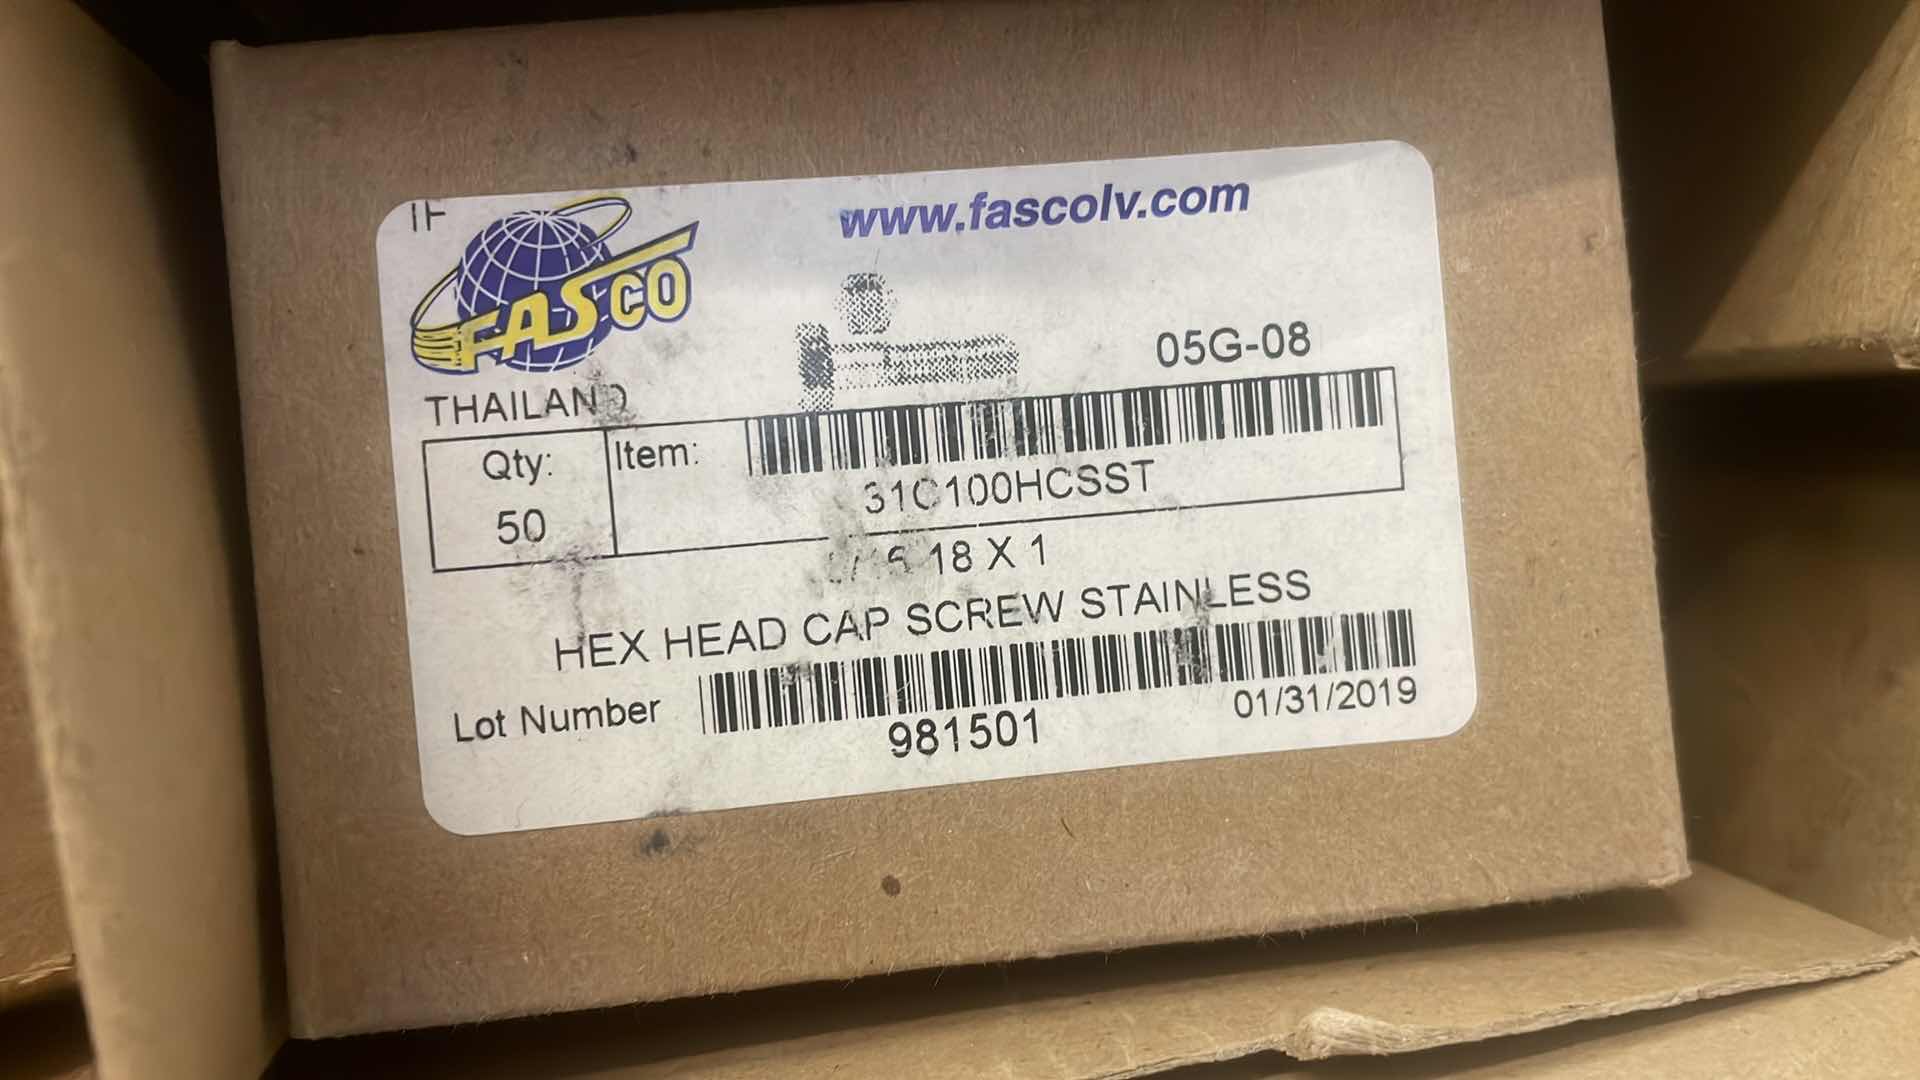 IF
www.fascolv.com
FASCO
05G-08
THAILAND
Qty:
50
Item:
31C100HCSST
18 X 1
HEX HEAD CAP SCREW STAINLESS
Lot Number
981501
01/31/2019